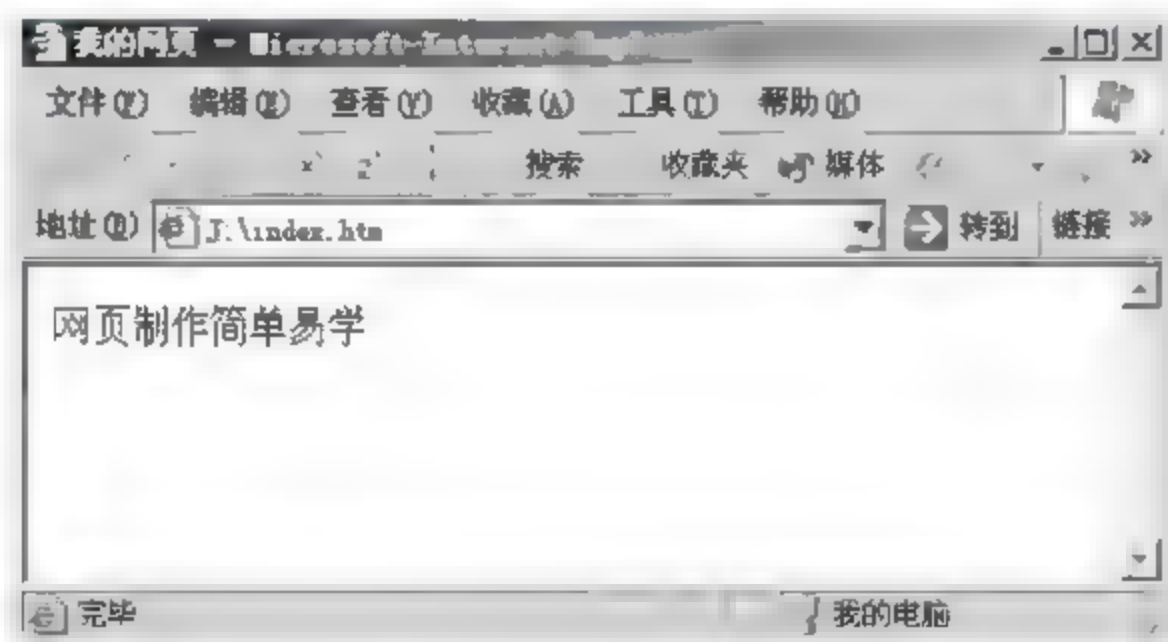 我的网页 - Microsoft Internet
文件(F) 编辑(E) 查看(V) 收藏(A) 工具(T) 帮助(H)
搜索 收藏夹 媒体 »
地址(D) J:\index.htm 转到 链接 »
网页制作简单易学
完毕 我的电脑